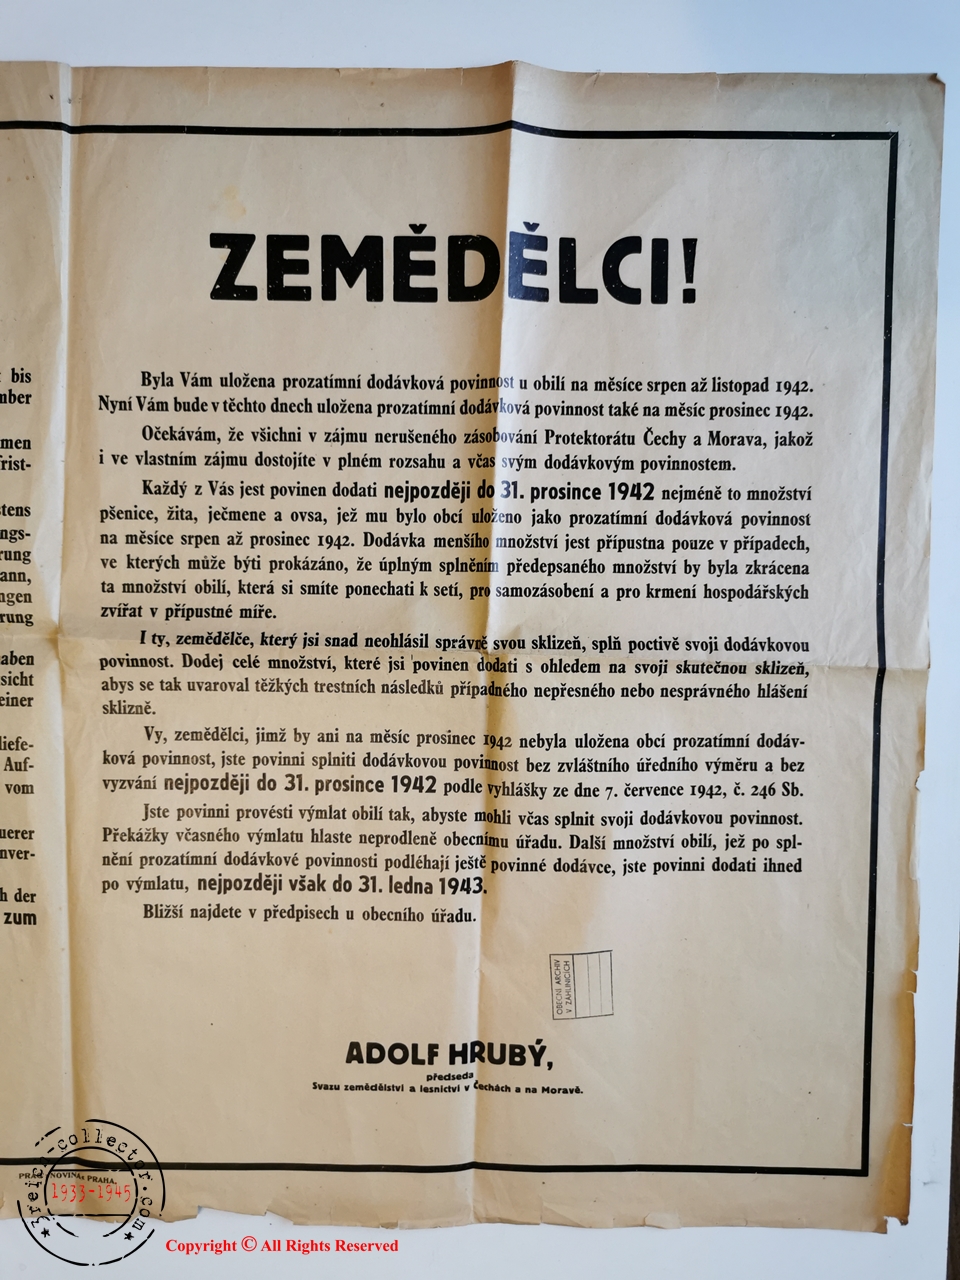 bis
mber
men
rist-
stens
ngs-
rung
ann,
ngen
rung
aben
sicht
einer
liefe-
Auf-
vom
uerer
nver-
h der
zum
ZEMĚDĚLCI!
Byla Vám uložena prozatímní dodávková povinnost u obilí na měsíce srpen až listopad 1942.
Nyní Vám bude v těchto dnech uložena prozatímní dodávková povinnost také na měsíc prosinec 1942.
Očekávám, že všichni v zájmu nerušeného zásobování Protektorátu Čechy a Morava, jakož
i ve vlastním zájmu dostojíte v plném rozsahu a včas svým dodávkovým povinnostem.
Každý z Vás jest povinen dodati nejpozději do 31. prosince 1942 nejméně to množství
pšenice, žita, ječmene a ovsa, jež mu bylo obcí uloženo jako prozatímní dodávková povinnost
na měsíce srpen až prosinec 1942. Dodávka menšího množství jest přípustna pouze v případech,
ve kterých může býti prokázáno, že úplným splněním předepsaného množství by byla zkrácena
ta množství obilí, která si smíte ponechati k setí, pro samozásobení a pro krmení hospodářských
zvířat v přípustné míře.
I ty, zemědělče, který jsi snad neohlásil správně svou sklizeň, splň poctivě svoji dodávkovou
povinnost. Dodej celé množství, které jsi povinen dodati s ohledem na svoji skutečnou sklizeň,
abys se tak uvaroval těžkých trestních následků případného nepřesného nebo nesprávného hlášení
sklizně.
Vy, zemědělci, jimž by ani na měsíc prosinec 1942 nebyla uložena obcí prozatímní dodáv-
ková povinnost, jste povinni splniti dodávkovou povinnost bez zvláštního úředního výměru a bez
vyzvání nejpozději do 31. prosince 1942 podle vyhlášky ze dne 7. července 1942, č. 246 Sb.
Jste povinni provésti výmlat obilí tak, abyste mohli včas splnit svoji dodávkovou povinnost.
Překážky včasného výmlatu hlaste neprodleně obecnímu úřadu. Další množství obilí, jež po spl-
nění prozatímní dodávkové povinnosti podléhají ještě povinné dodávce, jste povinni dodati ihned
po výmlatu, nejpozději však do 31. ledna 1943.
Bližší najdete v předpisech u obecního úřadu.
OBECNÍ ARCHIV
V ZÁHLINICÍCH
ADOLF HRUBÝ,
předseda
Svazu zemědělství a lesnictví v Čechách a na Moravě.
NOVINA, PRAHA.
3reich-collector.com
1933-1945
Copyright © All Rights Reserved